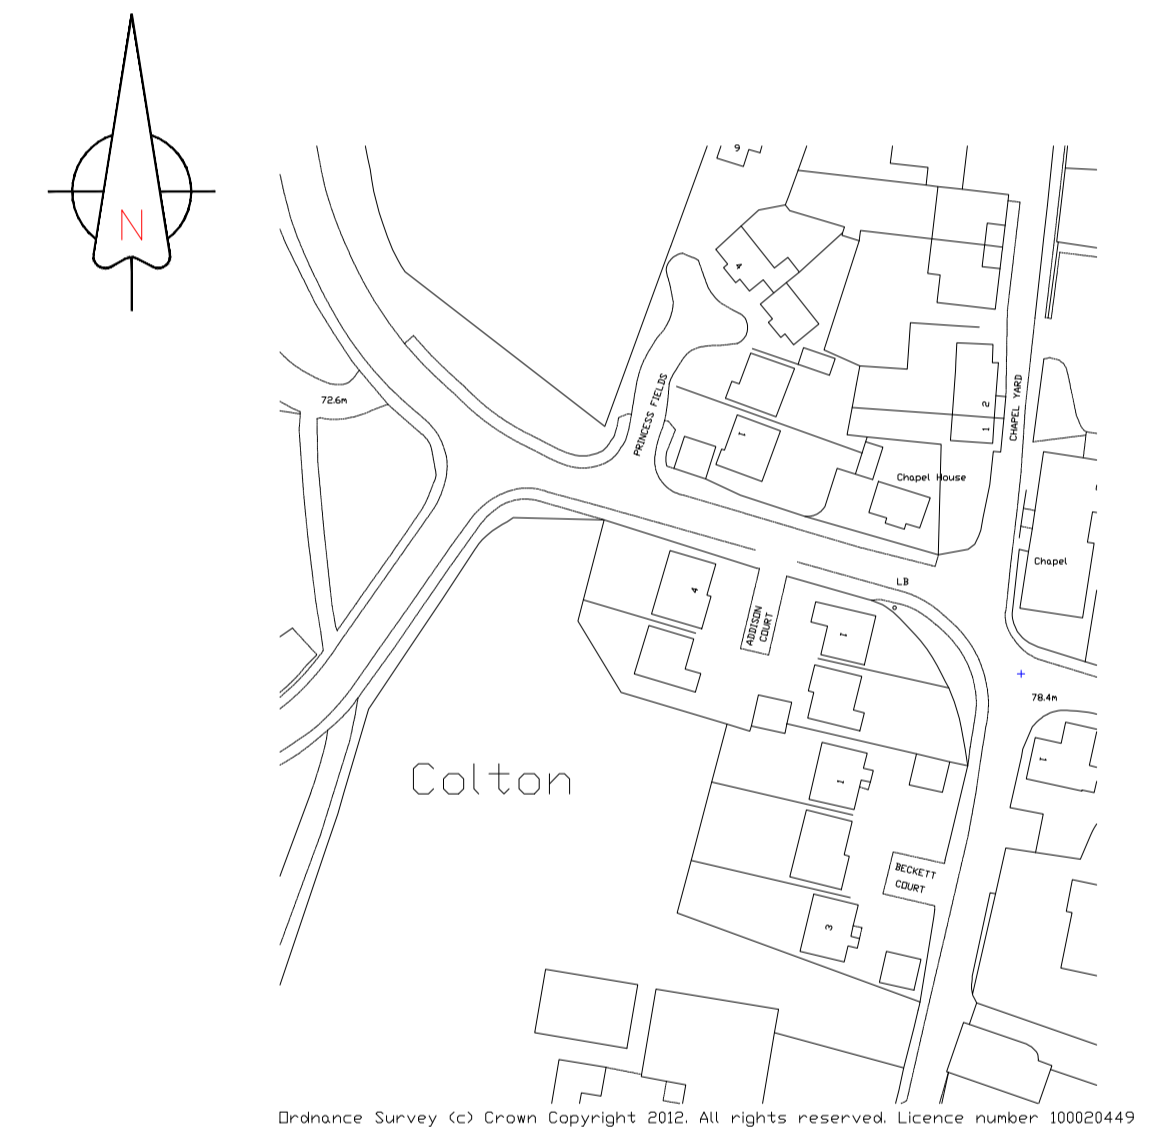 N
9
4
72.6m
PRINCESS FIELDS
1
CHAPEL YARD
2
1
Chapel House
Chapel
LB
4
ADDISON
COURT
1
78.4m
1
Colton
1
BECKETT
COURT
3
Ordnance Survey (c) Crown Copyright 2012. All rights reserved. Licence number 100020449